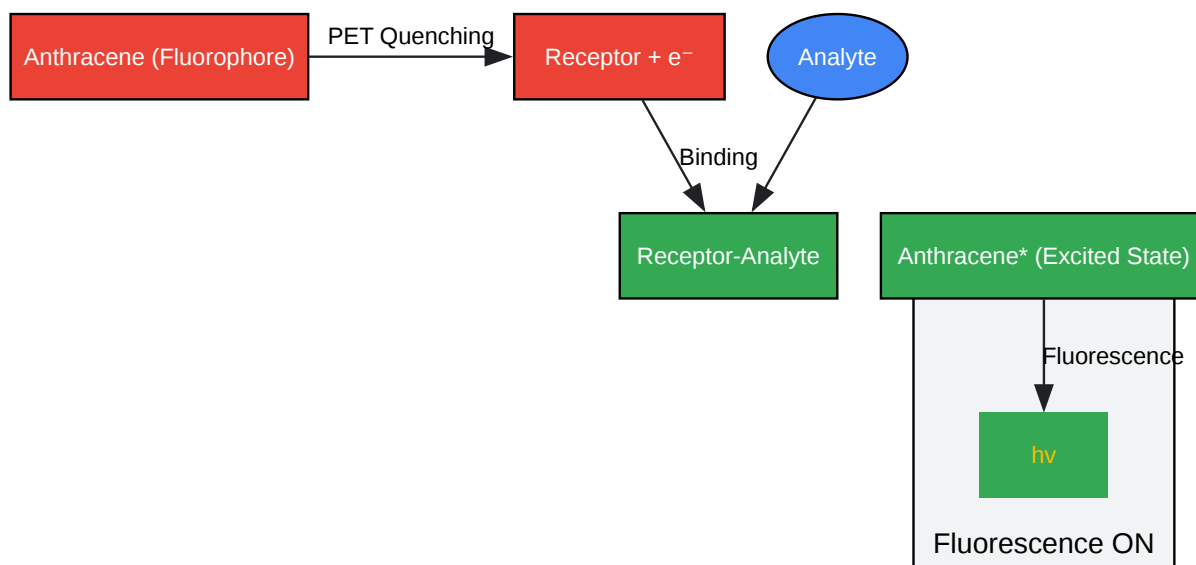 Anthracene (Fluorophore)
PET Quenching
Receptor + e⁻
Analyte
Binding
Receptor-Analyte
Anthracene* (Excited State)
Fluorescence
hv
Fluorescence ON